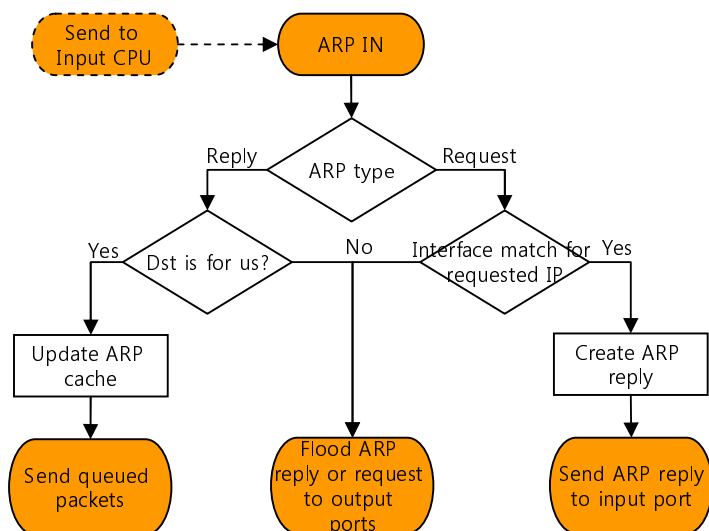 Send to
Input CPU
ARP IN
Reply
Request
ARP type
Yes
Dst is for us?
No
Interface match for
requested IP
Yes
Update ARP
cache
Create ARP
reply
Send queued
packets
Flood ARP
reply or request
to output
ports
Send ARP reply
to input port